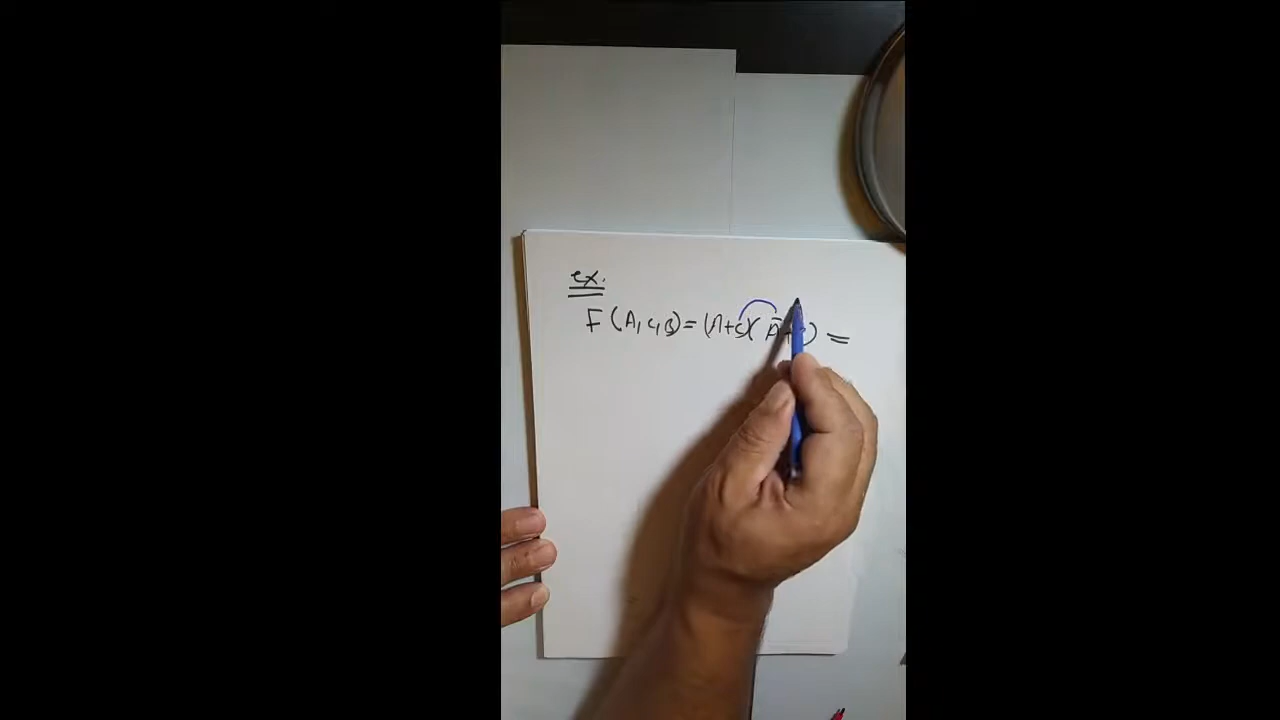 ex.
F(A,C,B)=(A+C)(Ā+ ) =